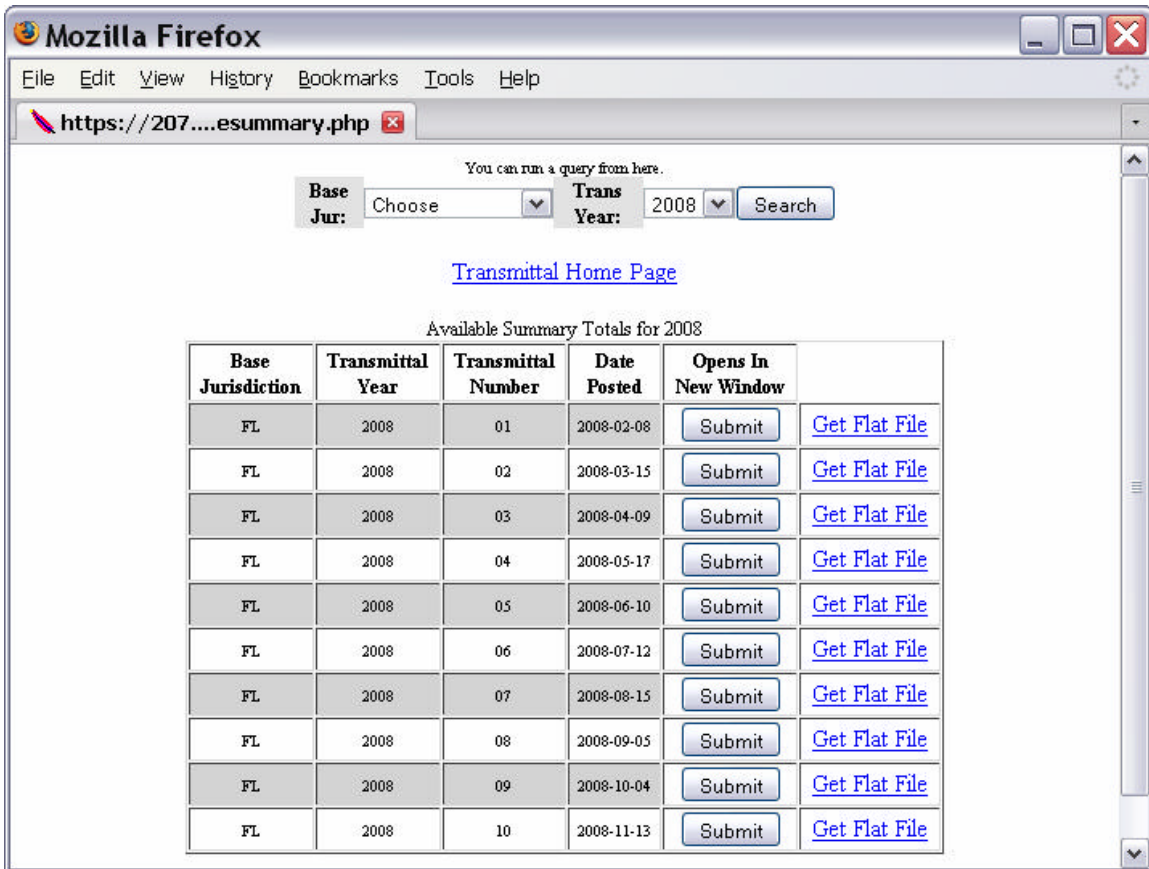 Mozilla Firefox
File Edit View History Bookmarks Tools Help
https://207....esummary.php
You can run a query from here.
Base Jur: Choose Trans Year: 2008 Search
Transmittal Home Page
Available Summary Totals for 2008
Base Jurisdiction Transmittal Year Transmittal Number Date Posted Opens In New Window
FL 2008 01 2008-02-08 Submit Get Flat File
FL 2008 02 2008-03-15 Submit Get Flat File
FL 2008 03 2008-04-09 Submit Get Flat File
FL 2008 04 2008-05-17 Submit Get Flat File
FL 2008 05 2008-06-10 Submit Get Flat File
FL 2008 06 2008-07-12 Submit Get Flat File
FL 2008 07 2008-08-15 Submit Get Flat File
FL 2008 08 2008-09-05 Submit Get Flat File
FL 2008 09 2008-10-04 Submit Get Flat File
FL 2008 10 2008-11-13 Submit Get Flat File